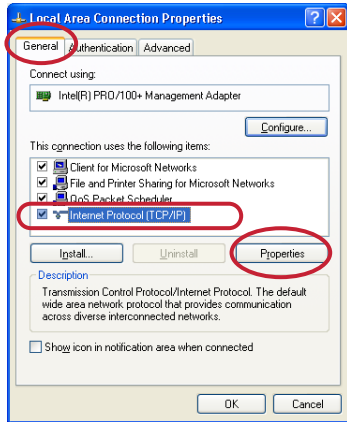 Local Area Connection Properties
General Authentication Advanced
Connect using:
Intel(R) PRO/100+ Management Adapter
Configure...
This connection uses the following items:
Client for Microsoft Networks
File and Printer Sharing for Microsoft Networks
QoS Packet Scheduler
Internet Protocol (TCP/IP)
Install... Uninstall Properties
Description
Transmission Control Protocol/Internet Protocol. The default
wide area network protocol that provides communication
across diverse interconnected networks.
Show icon in notification area when connected
OK Cancel